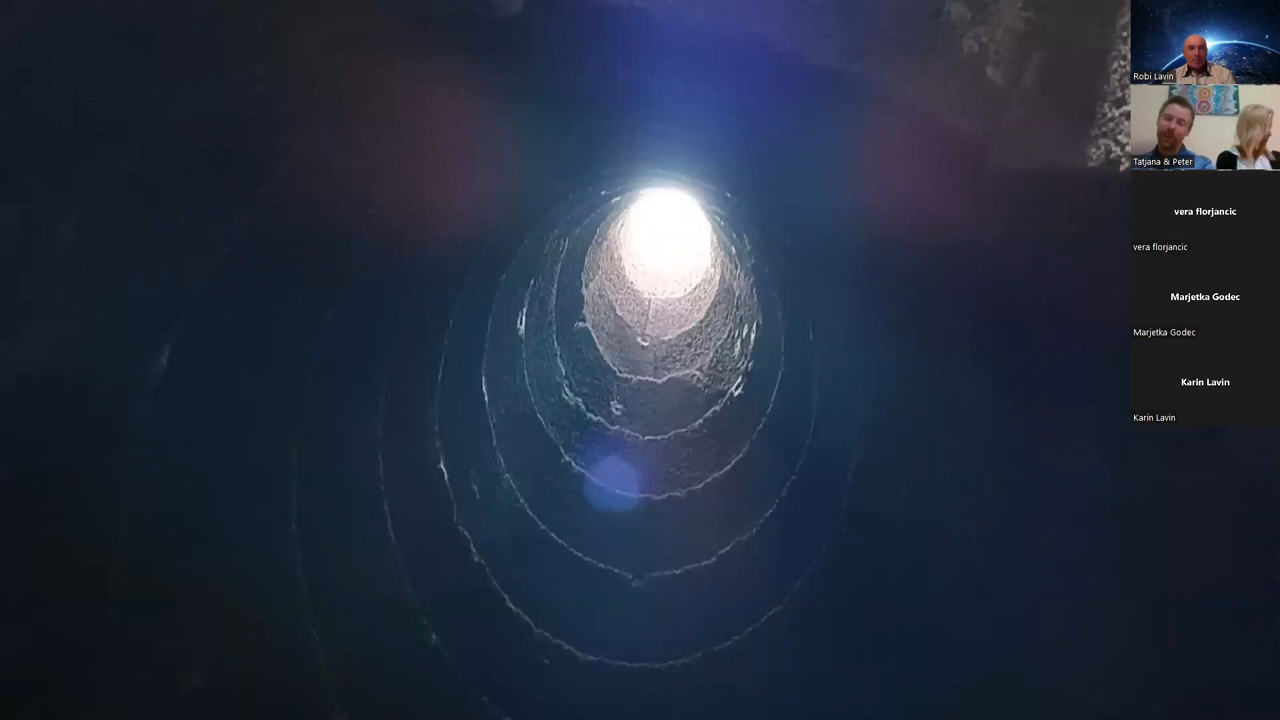 Robi Lavin
Tatjana & Peter
vera florjancic
vera florjancic
Marjetka Godec
Marjetka Godec
Karin Lavin
Karin Lavin